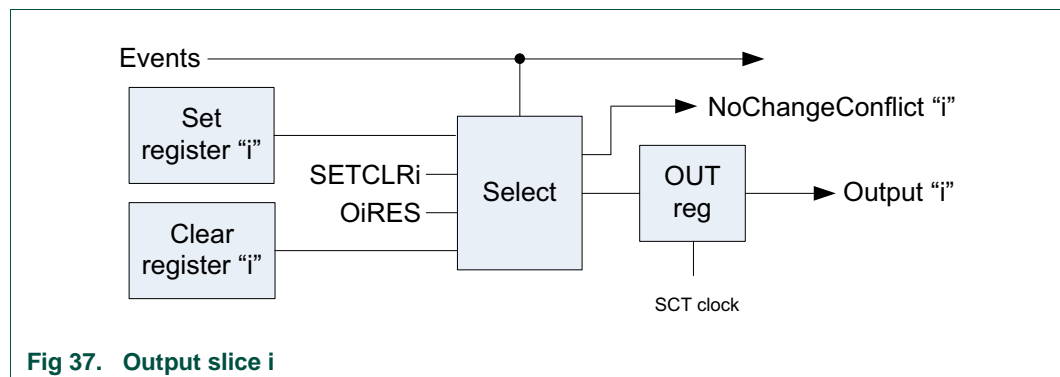 Events
Set
register “i”
NoChangeConflict “i”
SETCLRi
Select
OUT
reg
Output “i”
OiRES
Clear
register “i”
SCT clock
Fig 37. Output slice i